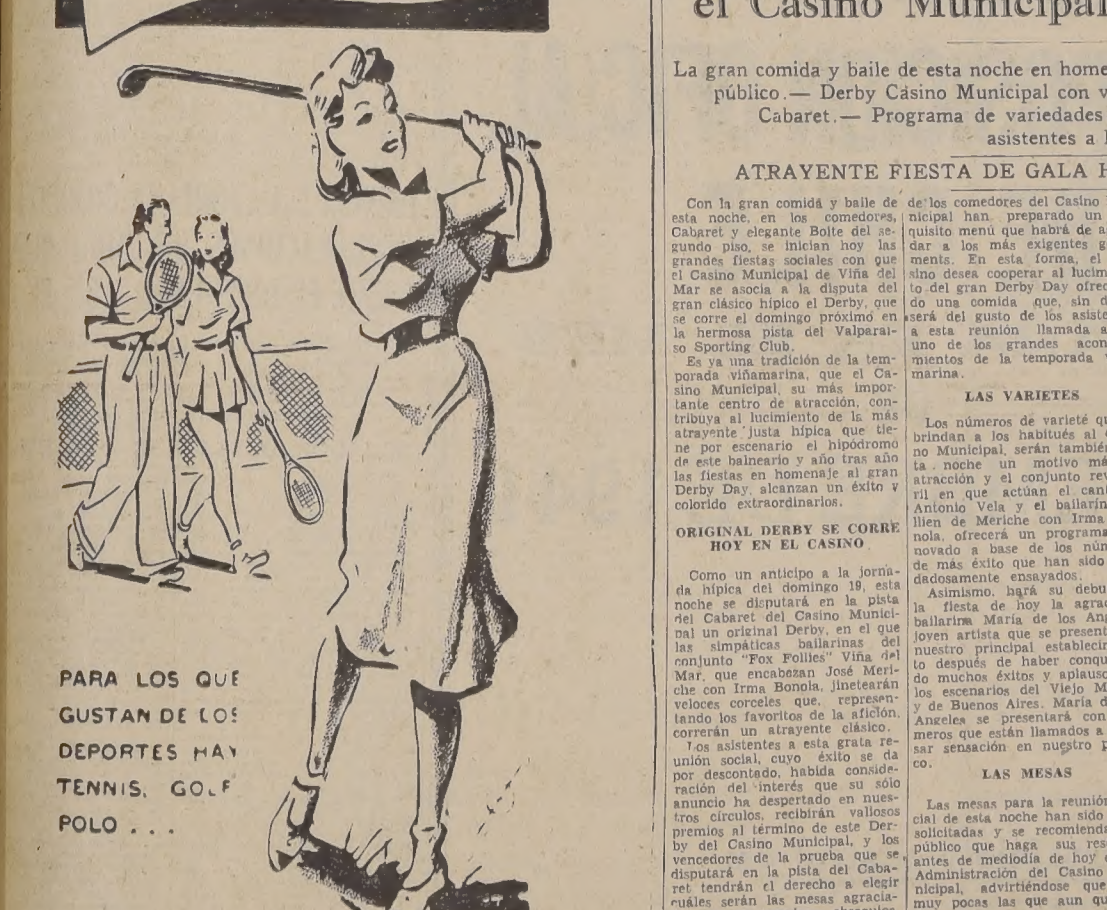 PARA LOS QUE
GUSTAN DE LOS
DEPORTES HAY
TENNIS, GOLF
POLO ...
el Casino Municipal
La gran comida y baile de esta noche en home
público.— Derby Casino Municipal con v
Cabaret.— Programa de variedades
asistentes a
ATRAYENTE FIESTA DE GALA H
Con la gran comida y baile de
esta noche, en los comedores,
Cabaret y elegante Boite del se-
gundo piso, se inician hoy las
grandes fiestas sociales con que
el Casino Municipal de Viña del
Mar se asocia a la disputa del
gran clásico hípico el Derby, que
se corre el domingo próximo en
la hermosa pista del Valparaí-
so Sporting Club.
Es ya una tradición de la tem-
porada viñamarina, que el Ca-
sino Municipal, su más impor-
tante centro de atracción, con-
tribuya al lucimiento de la más
atrayente justa hípica que tie-
ne por escenario el hipódromo
de este balneario y año tras año
las fiestas en homenaje al gran
Derby Day, alcanzan un éxito y
colorido extraordinarios.
ORIGINAL DERBY SE CORRE
HOY EN EL CASINO
Como un anticipo a la jorna-
da hípica del domingo 19, esta
noche se disputará en la pista
del Cabaret del Casino Munici-
pal un original Derby, en el que
las simpáticas bailarinas del
conjunto "Fox Follies" Viña del
Mar, que encabezan José Meri-
che con Irma Bonola, jinetearán
veloces corceles que, represen-
tando los favoritos de la afición,
correrán un atrayente clásico.
Los asistentes a esta grata re-
unión social, cuyo éxito se da
por descontado, habida conside-
ración del interés que su sólo
anuncio ha despertado en nues-
tros círculos, recibirán valiosos
premios al término de este Der-
by del Casino Municipal, y los
vencedores de la prueba que se
disputará en la pista del Caba-
ret tendrán el derecho a elegir
cuáles serán las mesas agracia-
de los comedores del Casino
nicipal han preparado un
quisito menú que habrá de a
dar a los más exigentes g
ments. En esta forma, el
sino desea cooperar al lucim
to del gran Derby Day ofrec
do una comida que, sin d
será del gusto de los asiste
a esta reunión llamada a
uno de los grandes acon
mientos de la temporada v
marina.
LAS VARIETES
Los números de varieté qu
brindan a los habitués al
no Municipal, serán también
ta noche un motivo má
atracción y el conjunto rev
ril en que actúan el can
Antonio Vela y el bailarín
llien de Meriche con Irma
nola, ofrecerá un programa
novado a base de los núm
de más éxito que han sido
dadosamente ensayados.
Asimismo, hará su debu
la fiesta de hoy la agrac
bailarina María de los Ang
joven artista que se present
nuestro principal establecim
to después de haber conqu
do muchos éxitos y aplauso
los escenarios del Viejo M
y de Buenos Aires. María d
Angeles se presentará con
meros que están llamados a
sar sensación en nuestro p
co.
LAS MESAS
Las mesas para la reunión
cial de esta noche han sido
solicitadas y se recomienda
público que haga sus res
antes de mediodía de hoy
Administración del Casino
nicipal, advirtiéndose que
muy pocas las que aun qu